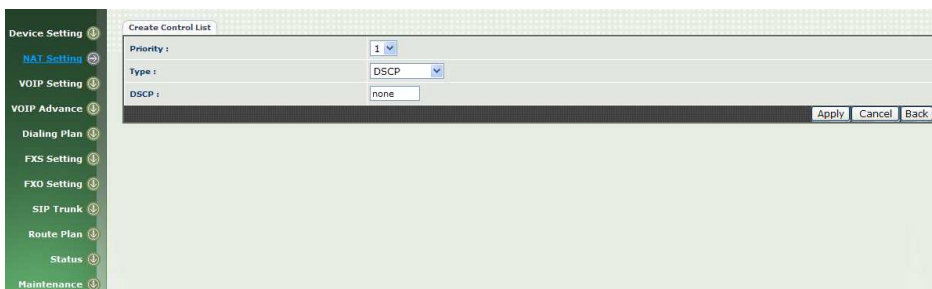 Device Setting
NAT Setting
VOIP Setting
VOIP Advance
Dialing Plan
FXS Setting
FXO Setting
SIP Trunk
Route Plan
Status
Maintenance
Create Control List
Priority : 1
Type : DSCP
DSCP : none
Apply Cancel Back